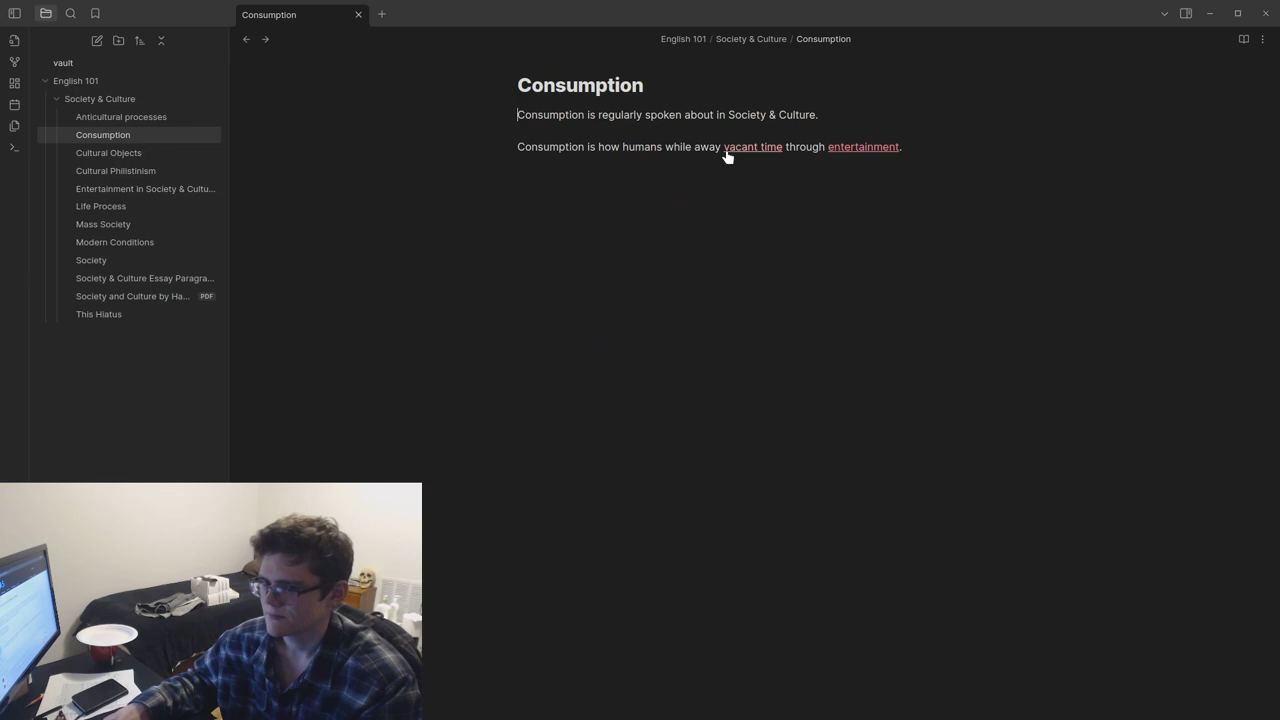 Consumption
English 101 / Society & Culture / Consumption
vault
English 101
Society & Culture
Anticultural processes
Consumption
Cultural Objects
Cultural Philistinism
Entertainment in Society & Cultu...
Life Process
Mass Society
Modern Conditions
Society
Society & Culture Essay Paragra...
Society and Culture by Ha... PDF
This Hiatus
Consumption
Consumption is regularly spoken about in Society & Culture.
Consumption is how humans while away vacant time through entertainment.